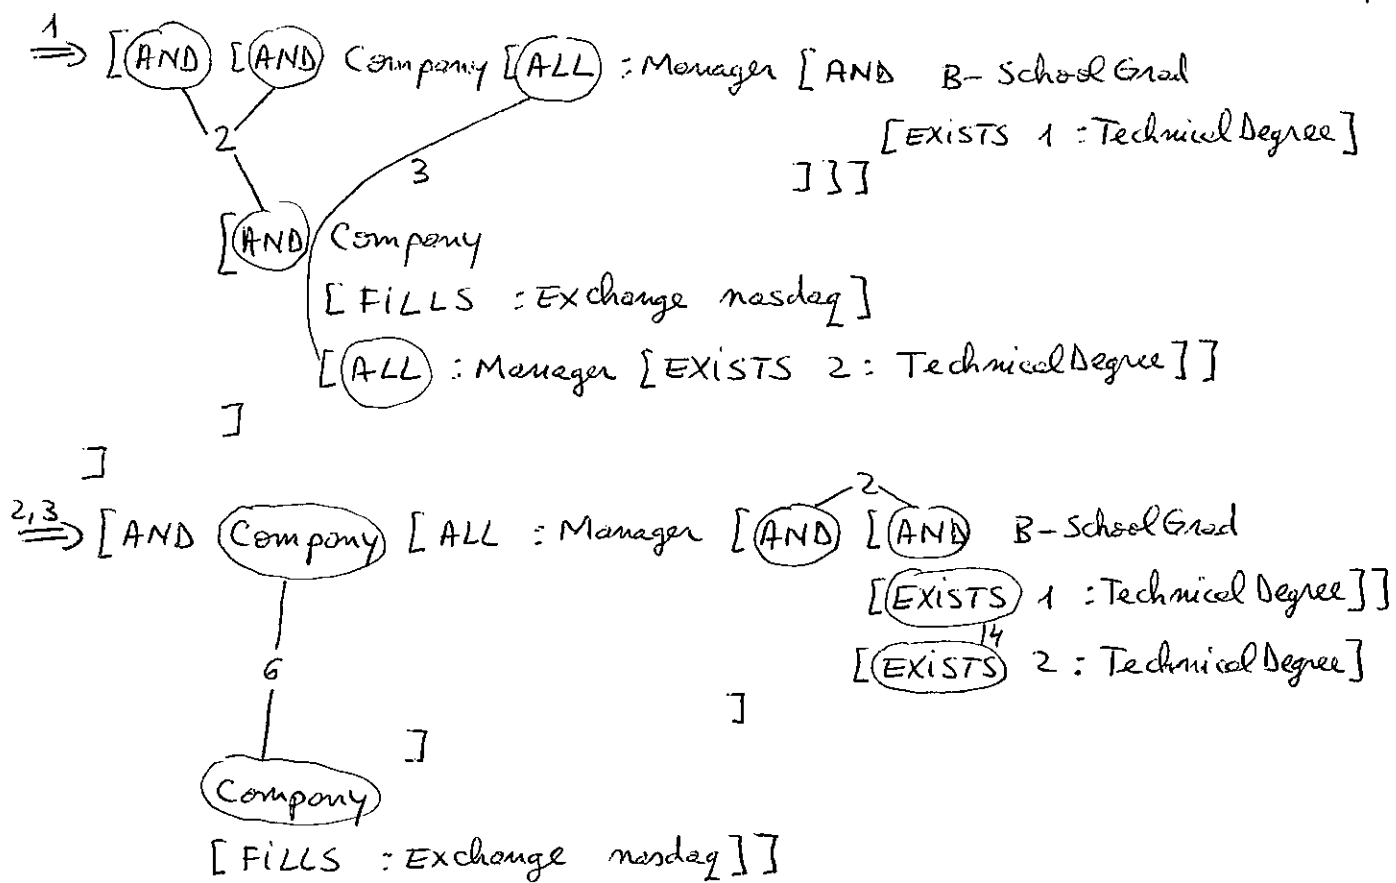 1 ⇒ [AND [AND Company [ALL :Manager [AND B-SchoolGrad
[EXISTS 1 :TechnicalDegree]
2
3
]]]
[AND Company
[FILLS :Exchange nasdaq]
[ALL :Manager [EXISTS 2: TechnicalDegree]]
]
]
2
2,3 ⇒ [AND Company [ALL :Manager [AND [AND B-SchoolGrad
[EXISTS 1 :TechnicalDegree]]
4
[EXISTS 2: TechnicalDegree]
6
]
]
Company
[FILLS :Exchange nasdaq]]